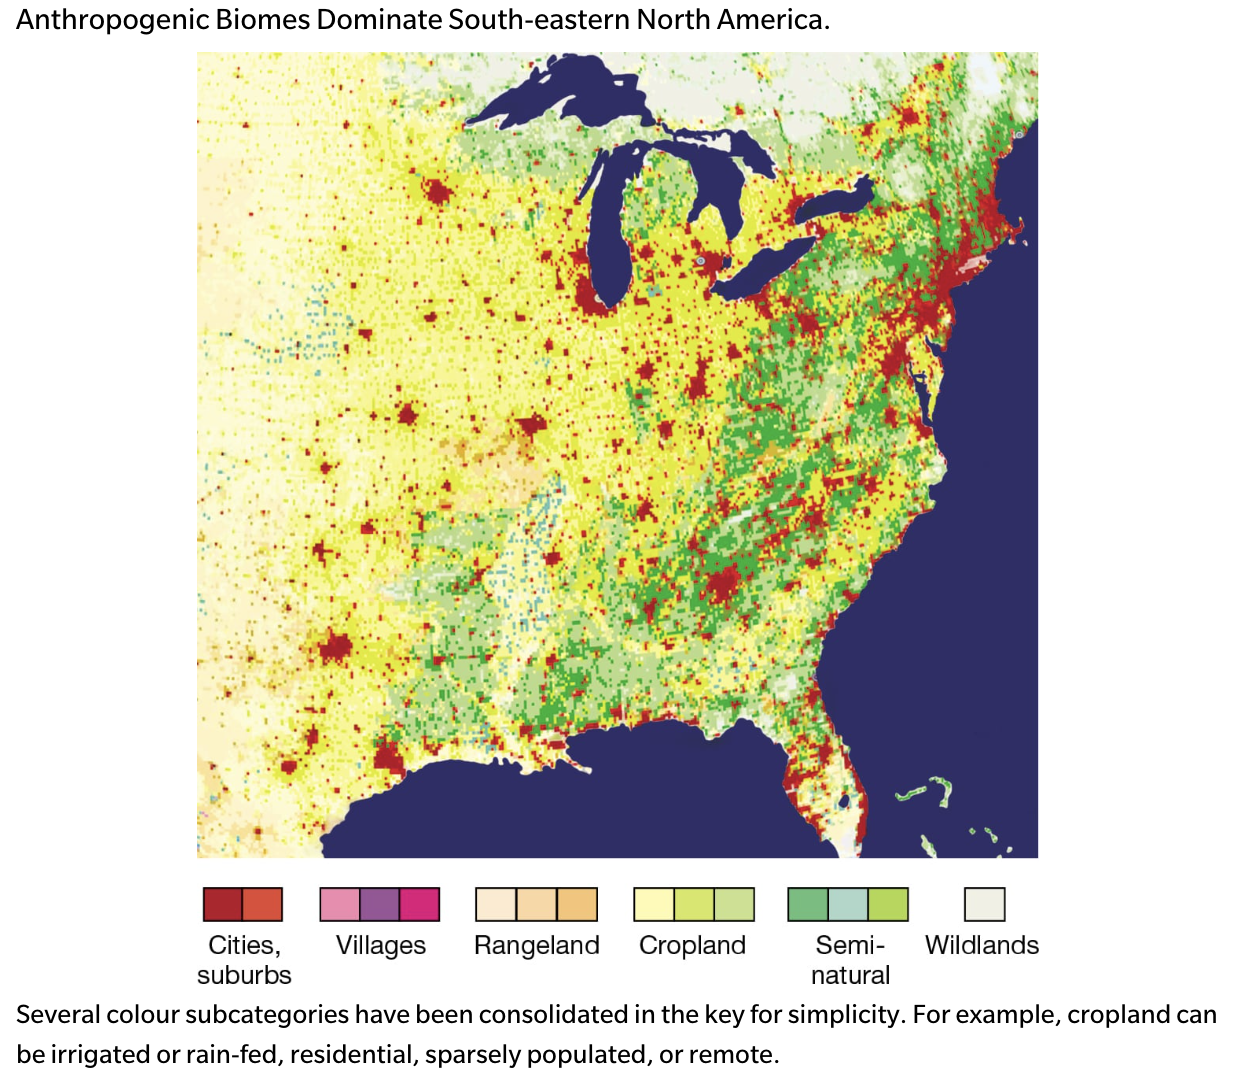 Anthropogenic Biomes Dominate South-eastern North America.
Cities, suburbs
Villages
Rangeland
Cropland
Semi-natural
Wildlands
Several colour subcategories have been consolidated in the key for simplicity. For example, cropland can
be irrigated or rain-fed, residential, sparsely populated, or remote.